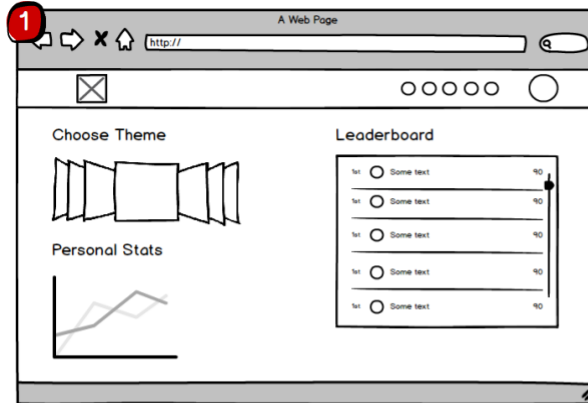 1
A Web Page
http://
Choose Theme
Leaderboard
1st Some text 90
1st Some text 90
1st Some text 90
1st Some text 90
1st Some text 90
Personal Stats